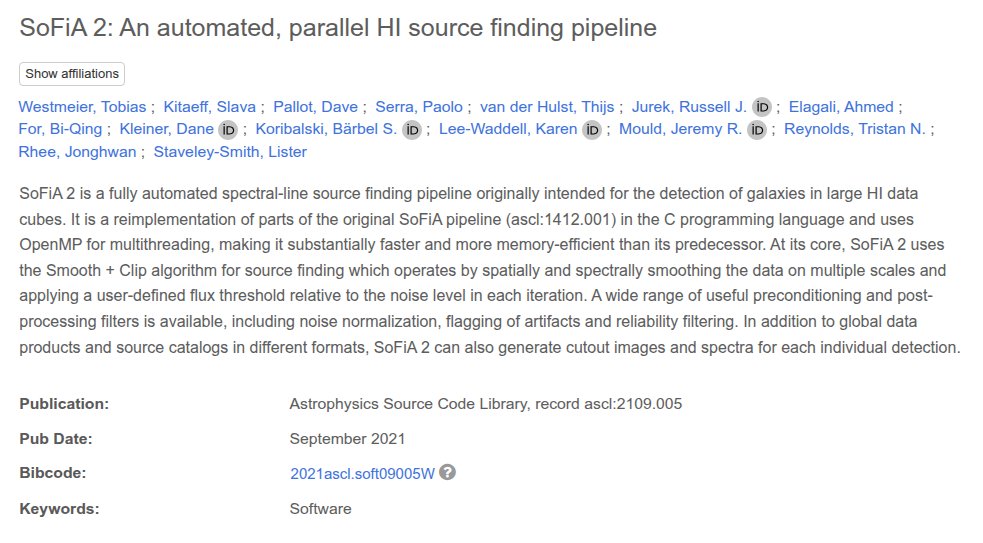 SoFiA 2: An automated, parallel HI source finding pipeline
Show affiliations
Westmeier, Tobias ; Kitaeff, Slava ; Pallot, Dave ; Serra, Paolo ; van der Hulst, Thijs ; Jurek, Russell J. iD ; Elagali, Ahmed ;
For, Bi-Qing ; Kleiner, Dane iD ; Koribalski, Bärbel S. iD ; Lee-Waddell, Karen iD ; Mould, Jeremy R. iD ; Reynolds, Tristan N. ;
Rhee, Jonghwan ; Staveley-Smith, Lister
SoFiA 2 is a fully automated spectral-line source finding pipeline originally intended for the detection of galaxies in large HI data
cubes. It is a reimplementation of parts of the original SoFiA pipeline (ascl:1412.001) in the C programming language and uses
OpenMP for multithreading, making it substantially faster and more memory-efficient than its predecessor. At its core, SoFiA 2 uses
the Smooth + Clip algorithm for source finding which operates by spatially and spectrally smoothing the data on multiple scales and
applying a user-defined flux threshold relative to the noise level in each iteration. A wide range of useful preconditioning and post-
processing filters is available, including noise normalization, flagging of artifacts and reliability filtering. In addition to global data
products and source catalogs in different formats, SoFiA 2 can also generate cutout images and spectra for each individual detection.
Publication: Astrophysics Source Code Library, record ascl:2109.005
Pub Date: September 2021
Bibcode: 2021ascl.soft09005W ?
Keywords: Software